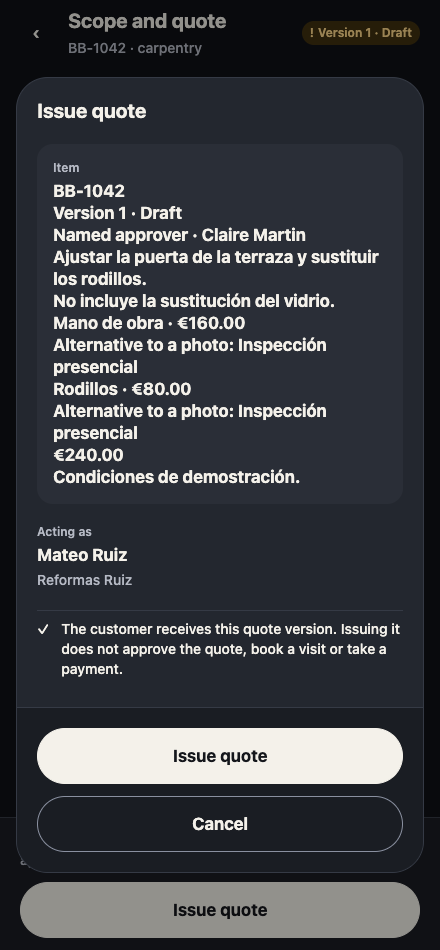 ‹
Scope and quote
BB-1042 · carpentry
! Version 1 · Draft
Issue quote
Item
BB-1042
Version 1 · Draft
Named approver · Claire Martin
Ajustar la puerta de la terraza y sustituir
los rodillos.
No incluye la sustitución del vidrio.
Mano de obra · €160.00
Alternative to a photo: Inspección
presencial
Rodillos · €80.00
Alternative to a photo: Inspección
presencial
€240.00
Condiciones de demostración.
Acting as
Mateo Ruiz
Reformas Ruiz
✓ The customer receives this quote version. Issuing it
does not approve the quote, book a visit or take a
payment.
Issue quote
Cancel
Issue quote